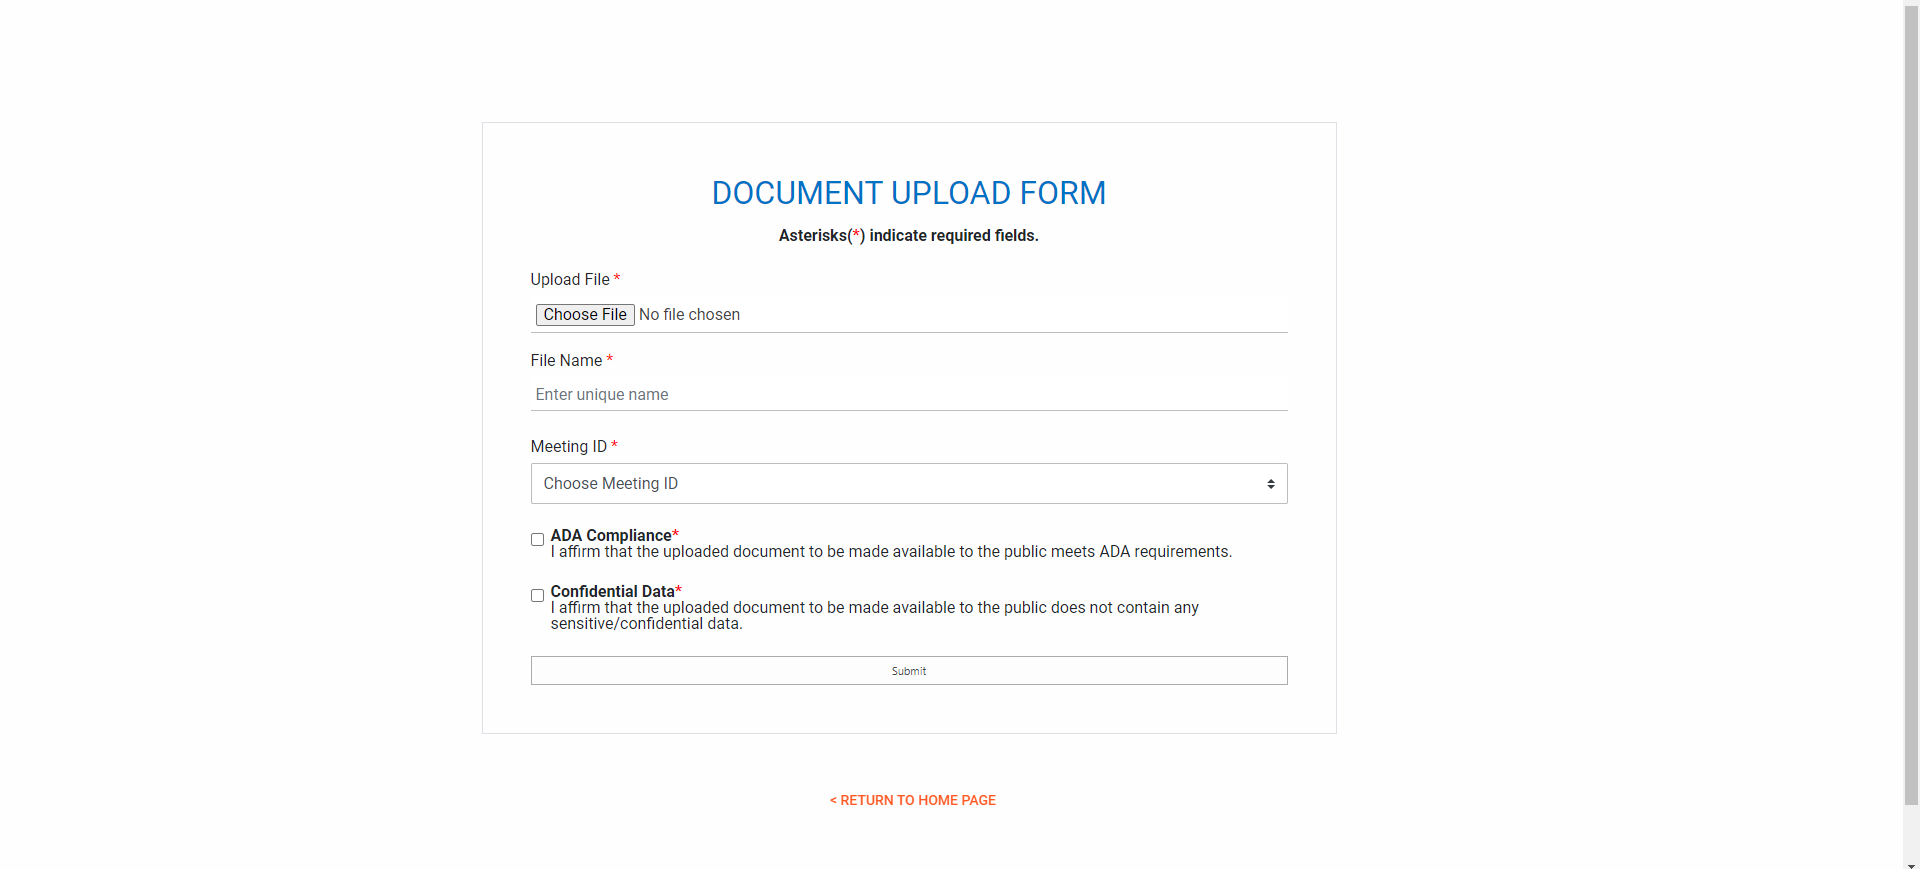 DOCUMENT UPLOAD FORM
Asterisks(*) indicate required fields.
Upload File *
Choose File No file chosen
File Name *
Enter unique name
Meeting ID *
Choose Meeting ID
ADA Compliance*
I affirm that the uploaded document to be made available to the public meets ADA requirements.
Confidential Data*
I affirm that the uploaded document to be made available to the public does not contain any
sensitive/confidential data.
Submit
< RETURN TO HOME PAGE